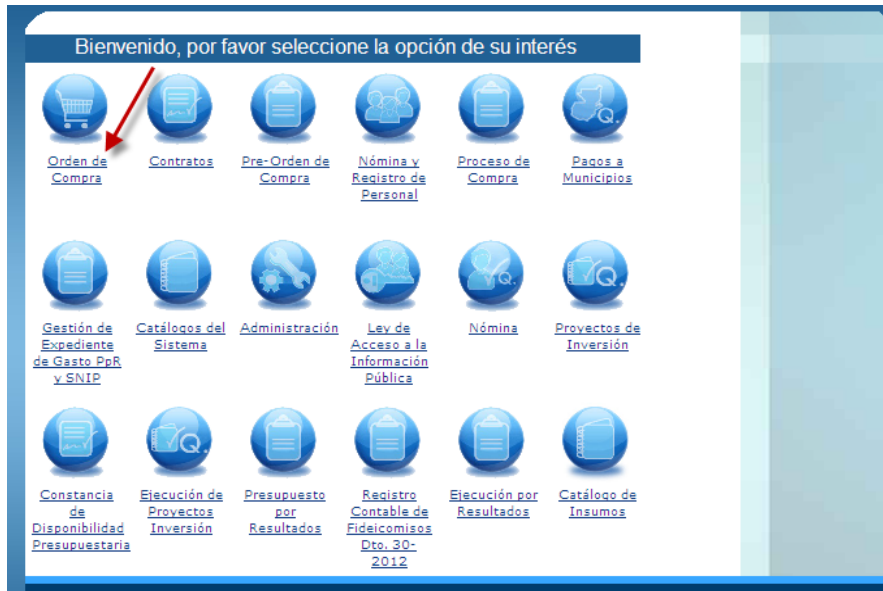 Bienvenido, por favor seleccione la opción de su interés
Q.
Orden de
Compra
Contratos
Pre-Orden de
Compra
Nómina y
Registro de
Personal
Proceso de
Compra
Pagos a
Municipios
Q.
Q.
Gestión de
Expediente
de Gasto PpR
y SNIP
Catálogos del
Sistema
Administración
Ley de
Acceso a la
Información
Pública
Nómina
Proyectos de
Inversión
Q.
Constancia
de
Disponibilidad
Presupuestaria
Ejecución de
Proyectos
Inversión
Presupuesto
por
Resultados
Registro
Contable de
Fideicomisos
Dto. 30-
2012
Ejecución por
Resultados
Catálogo de
Insumos